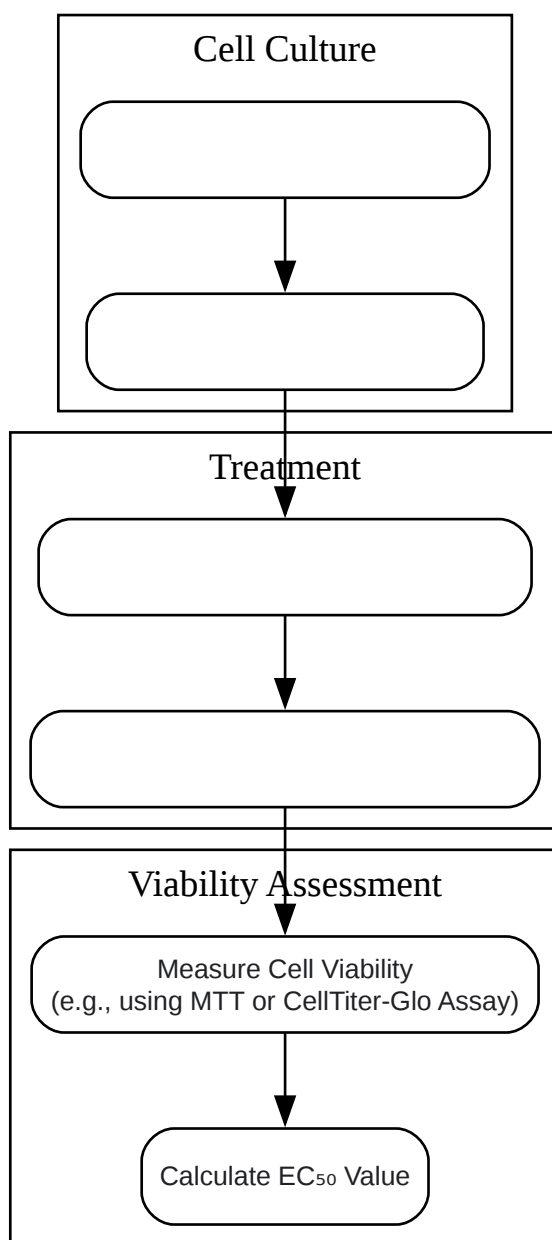 Cell Culture
Treatment
Viability Assessment
Measure Cell Viability
(e.g., using MTT or CellTiter-Glo Assay)
Calculate EC₅₀ Value